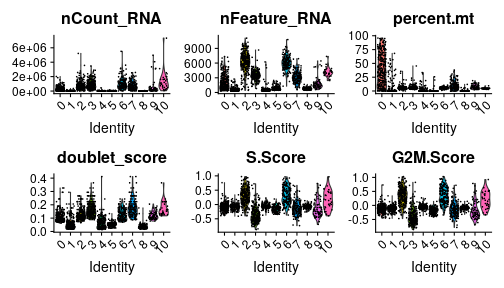 nCount_RNA
6e+06
4e+06
2e+06
0e+00
0 1 2 3 4 5 6 7 8 9 10
Identity
nFeature_RNA
9000
6000
3000
0
0 1 2 3 4 5 6 7 8 9 10
Identity
percent.mt
100
75
50
25
0
0 1 2 3 4 5 6 7 8 9 10
Identity
doublet_score
0.4
0.3
0.2
0.1
0.0
0 1 2 3 4 5 6 7 8 9 10
Identity
S.Score
1.0
0.5
0.0
-0.5
0 1 2 3 4 5 6 7 8 9 10
Identity
G2M.Score
1.0
0.5
0.0
-0.5
0 1 2 3 4 5 6 7 8 9 10
Identity